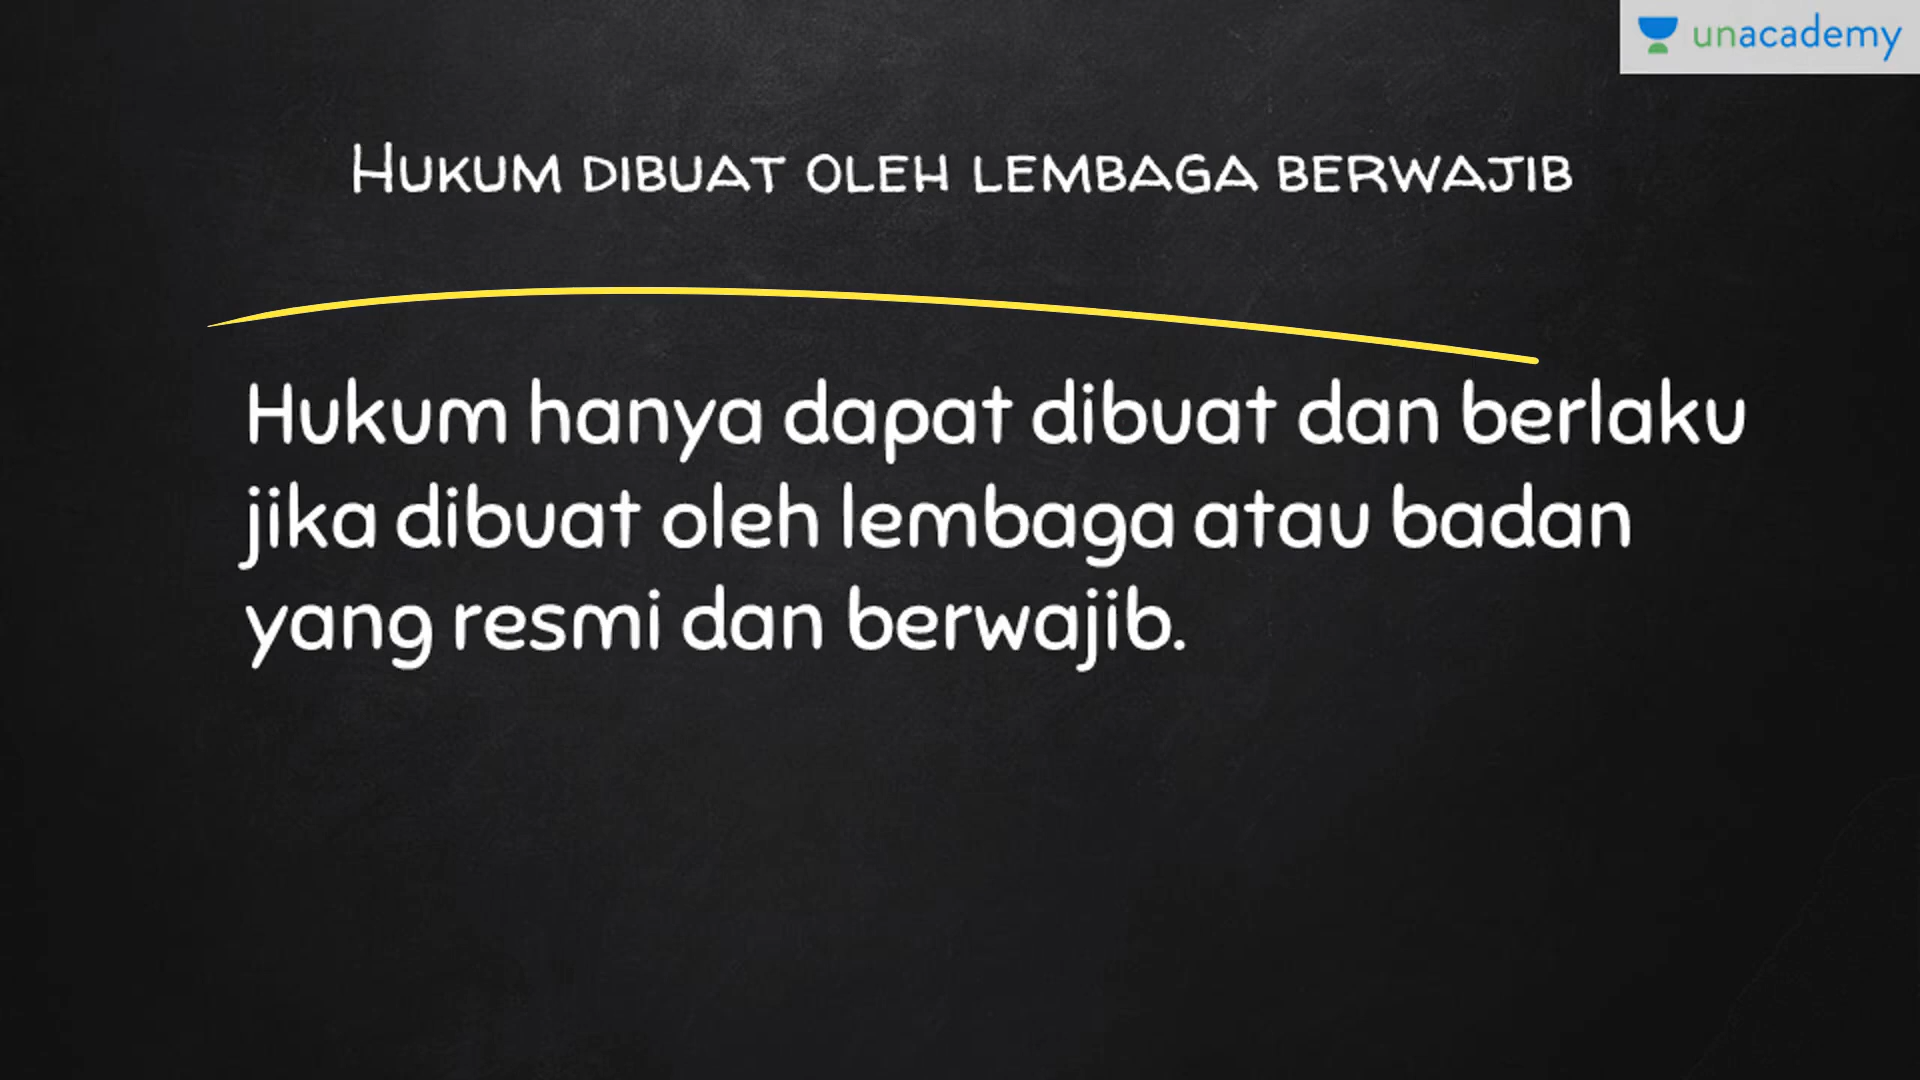 unacademy
Hukum dibuat oleh lembaga berwajib
Hukum hanya dapat dibuat dan berlaku
jika dibuat oleh lembaga atau badan
yang resmi dan berwajib.